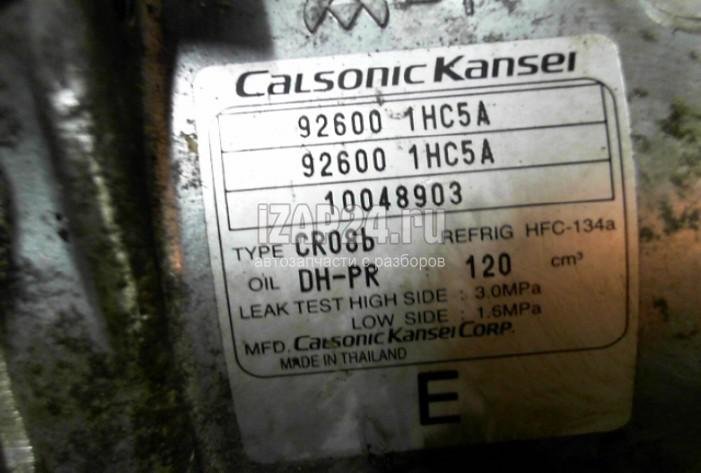 Calsonic Kansei
92600 1HC5A
92600 1HC5A
10048903
iZAP24.ru
TYPE CR08b REFRIG HFC-134a
автозапчасти с разборов
OIL DH-PR : 120 cm³
LEAK TEST HIGH SIDE : 3.0MPa
LOW SIDE : 1.6MPa
MFD. Calsonic Kansei CORP.
MADE IN THAILAND
E